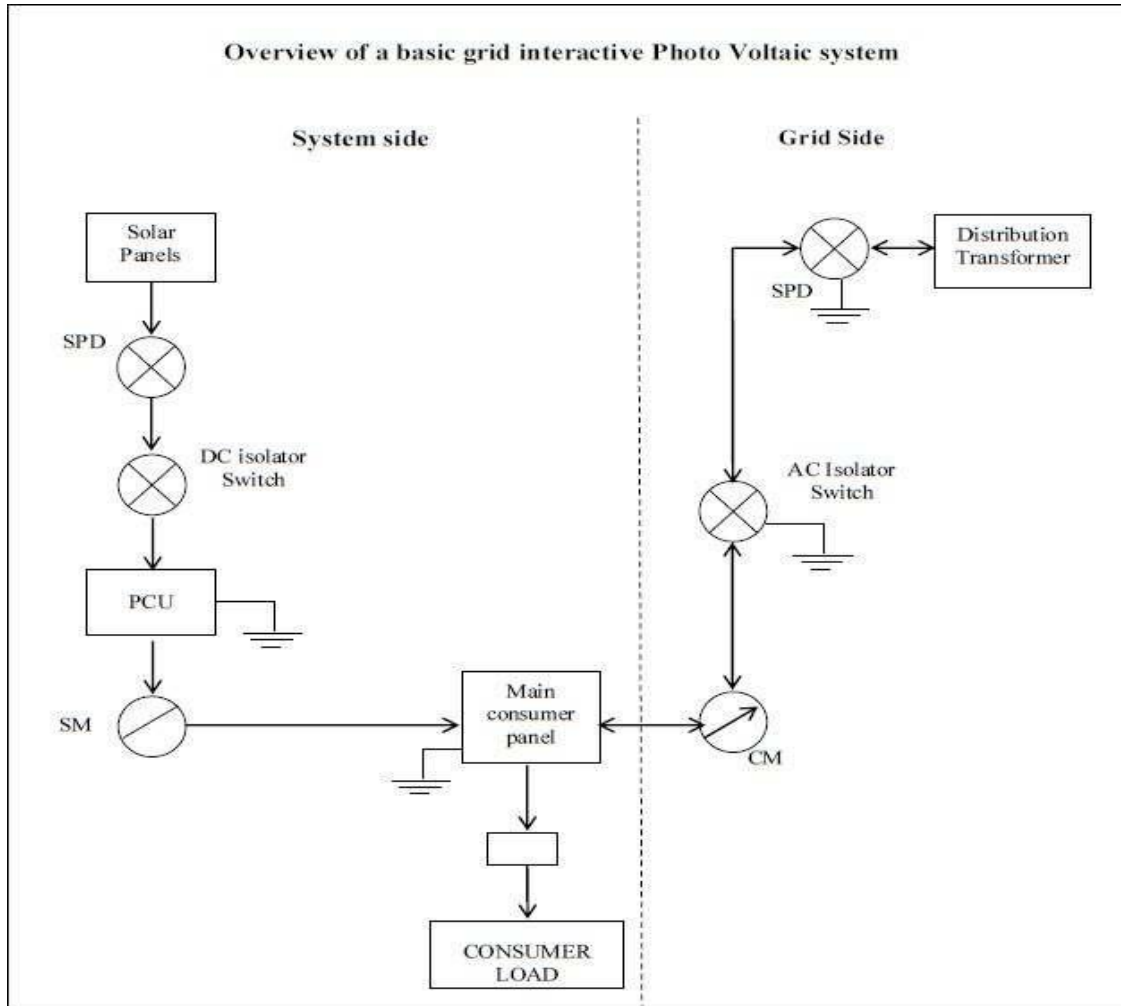 Overview of a basic grid interactive Photo Voltaic system
System side
Grid Side
Solar
Panels
SPD
DC isolator
Switch
PCU
SM
Main
consumer
panel
CONSUMER
LOAD
Distribution
Transformer
SPD
AC Isolator
Switch
CM